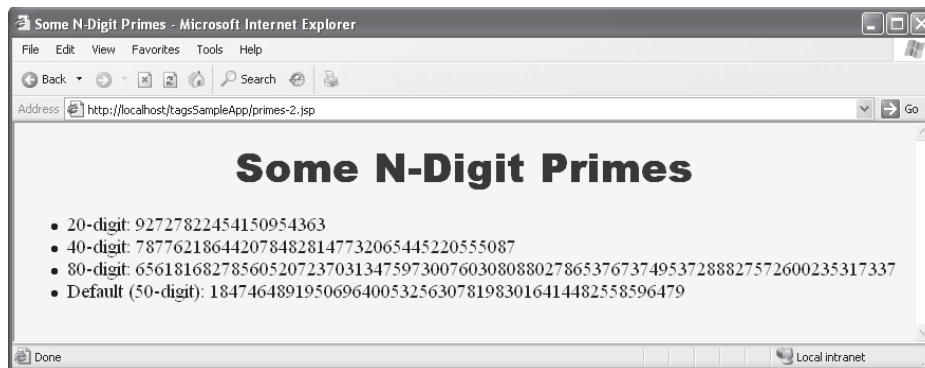 Some N-Digit Primes - Microsoft Internet Explorer
File Edit View Favorites Tools Help
Back Search
Address http://localhost/tagsSampleApp/primes-2.jsp Go
Some N-Digit Primes
• 20-digit: 92727822454150954363
• 40-digit: 7877621864420784828147732065445220555087
• 80-digit: 65618168278560520723703134759730076030808802786537673749537288827572600235317337
• Default (50-digit): 18474648919506964005325630781983016414482558596479
Done Local intranet